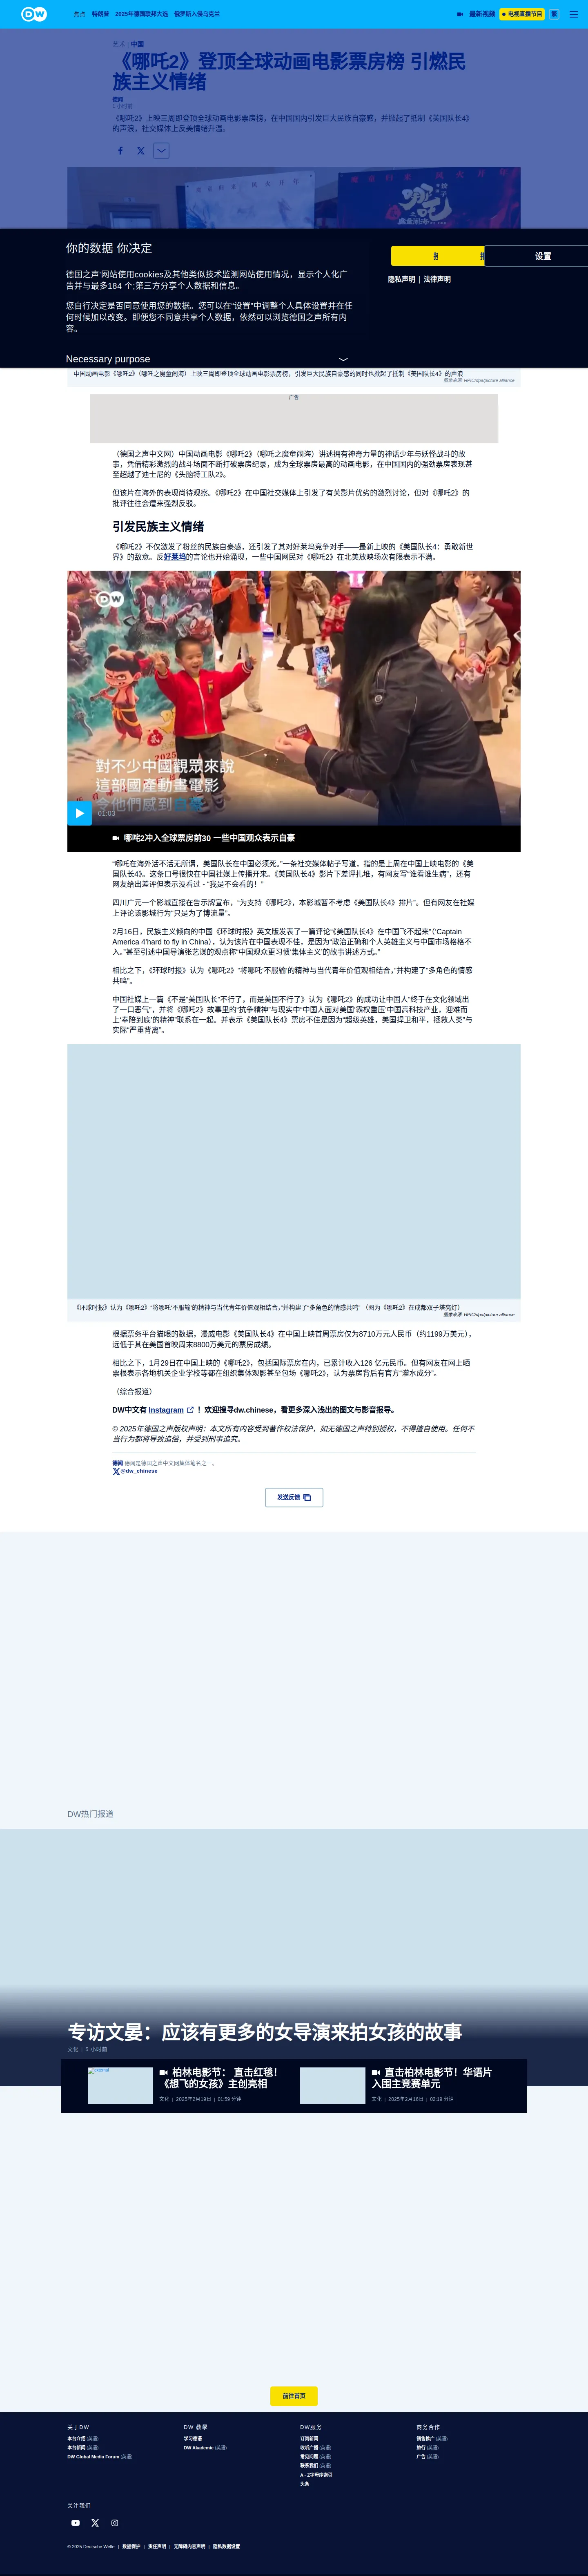 DW
焦点 特朗普 2025年德国联邦大选 俄罗斯入侵乌克兰
最新视频 电视直播节目 繁
艺术 | 中国
《哪吒2》登顶全球动画电影票房榜 引燃民
族主义情绪
德闻
1 小时前
《哪吒2》上映三周即登顶全球动画电影票房榜，在中国国内引发巨大民族自豪感，并掀起了抵制《美国队长4》
的声浪，社交媒体上反美情绪升温。
你的数据 你决定
德国之声'网站使用cookies及其他类似技术监测网站使用情况，显示个人化广
告与最多184 个;第三方分享个人数据和信息。
您自行决定是否同意使用您的数据。您可以在“设置”中调整个人具体设置并在任
何时候加以改变。即便您不同意共享个人数据，依然可以浏览德国之声所有内
容。
设置
隐私声明 | 法律声明
Necessary purpose
中国动画电影《哪吒2》（哪吒之魔童闹海）上映三周即登顶全球动画电影票房榜，引发巨大民族自豪感的同时也掀起了抵制《美国队长4》的声浪
图像来源: HPIC/dpa/picture alliance
广告
（德国之声中文网）中国动画电影《哪吒2》（哪吒之魔童闹海）讲述拥有神奇力量的神话少年与妖怪战斗的故
事，凭借精彩激烈的战斗场面不断打破票房纪录，成为全球票房最高的动画电影，在中国国内的强劲票房表现甚
至超越了迪士尼的《头脑特工队2》。
但该片在海外的表现尚待观察。《哪吒2》在中国社交媒体上引发了有关影片优劣的激烈讨论，但对《哪吒2》的
批评往往会遭来强烈反驳。
引发民族主义情绪
《哪吒2》不仅激发了粉丝的民族自豪感，还引发了其对好莱坞竞争对手——最新上映的《美国队长4：勇敢新世
界》的敌意。反好莱坞的言论也开始涌现，一些中国网民对《哪吒2》在北美放映场次有限表示不满。
DW
對不少中國觀眾來說
這部國產動畫電影
令他們感到自豪
01:03
哪咤2冲入全球票房前30 一些中国观众表示自豪
“哪吒在海外活不活无所谓，美国队长在中国必须死。”一条社交媒体帖子写道，指的是上周在中国上映电影的《美
国队长4》。这条口号很快在中国社媒上传播开来。《美国队长4》影片下差评扎堆，有网友写“谁看谁生病”，还有
网友给出差评但表示没看过 - “我是不会看的！”
四川广元一个影城直接在告示牌宣布，“为支持《哪吒2》，本影城暂不考虑《美国队长4》排片”。但有网友在社媒
上评论该影城行为“只是为了博流量”。
2月16日，民族主义倾向的中国《环球时报》英文版发表了一篇评论“《美国队长4》在中国飞不起来”（‘Captain
America 4’hard to fly in China），认为该片在中国表现不佳，是因为“政治正确和个人英雄主义与中国市场格格不
入。”甚至引述中国导演张艺谋的观点称“中国观众更习惯‘集体主义’的故事讲述方式。”
相比之下，《环球时报》认为《哪吒2》“将哪吒‘不服输’的精神与当代青年价值观相结合，”并构建了“多角色的情感
共鸣”。
中国社媒上一篇《不是“美国队长”不行了，而是美国不行了》认为《哪吒2》的成功让中国人“终于在文化领域出
了一口恶气”，并将《哪吒2》故事里的“抗争精神”与现实中“中国人面对美国‘霸权重压’中国高科技产业，迎难而
上‘奉陪到底’的精神”联系在一起。并表示《美国队长4》票房不佳是因为“超级英雄，美国捍卫和平，拯救人类”与
实际“严重背离”。
《环球时报》认为《哪吒2》“将哪吒‘不服输’的精神与当代青年价值观相结合，”并构建了“多角色的情感共鸣” （图为《哪吒2》在成都双子塔亮灯）
图像来源: HPIC/dpa/picture alliance
根据票务平台猫眼的数据，漫威电影《美国队长4》在中国上映首周票房仅为8710万元人民币（约1199万美元），
远低于其在美国首映周末8800万美元的票房成绩。
相比之下，1月29日在中国上映的《哪吒2》，包括国际票房在内，已累计收入126 亿元民币。但有网友在网上晒
票根表示各地机关企业学校等都在组织集体观影甚至包场《哪吒2》，认为票房背后有官方“灌水成分”。
（综合报道）
DW中文有 Instagram ！欢迎搜寻dw.chinese，看更多深入浅出的图文与影音报导。
© 2025年德国之声版权声明：本文所有内容受到著作权法保护，如无德国之声特别授权，不得擅自使用。任何不
当行为都将导致追偿，并受到刑事追究。
德闻 德闻是德国之声中文网集体笔名之一。
@dw_chinese
发送反馈
DW热门报道
专访文晏：应该有更多的女导演来拍女孩的故事
文化 | 5 小时前
柏林电影节： 直击红毯！
《想飞的女孩》主创亮相
文化 | 2025年2月19日 | 01:59 分钟
直击柏林电影节！华语片
入围主竞赛单元
文化 | 2025年2月16日 | 02:19 分钟
前往首页
关于DW
本台介绍 (英语)
本台新闻 (英语)
DW Global Media Forum (英语)
DW 教學
学习德语
DW Akademie (英语)
DW服务
订阅新闻
收听广播 (英语)
常见问题 (英语)
联系我们 (英语)
A - Z字母序索引
头条
商务合作
销售推广 (英语)
旅行 (英语)
广告 (英语)
关注我们
© 2025 Deutsche Welle | 数据保护 | 责任声明 | 无障碍内容声明 | 隐私数据设置